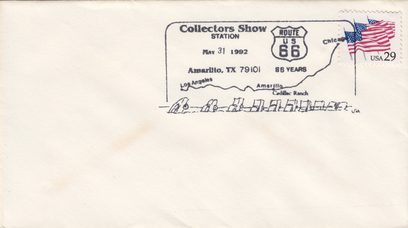 Collectors Show
STATION
May 31 1992
Amarillo, TX 79101
ROUTE
US
66
66 YEARS
Chicago
Los Angeles
Amarillo
Cadillac Ranch
USA 29